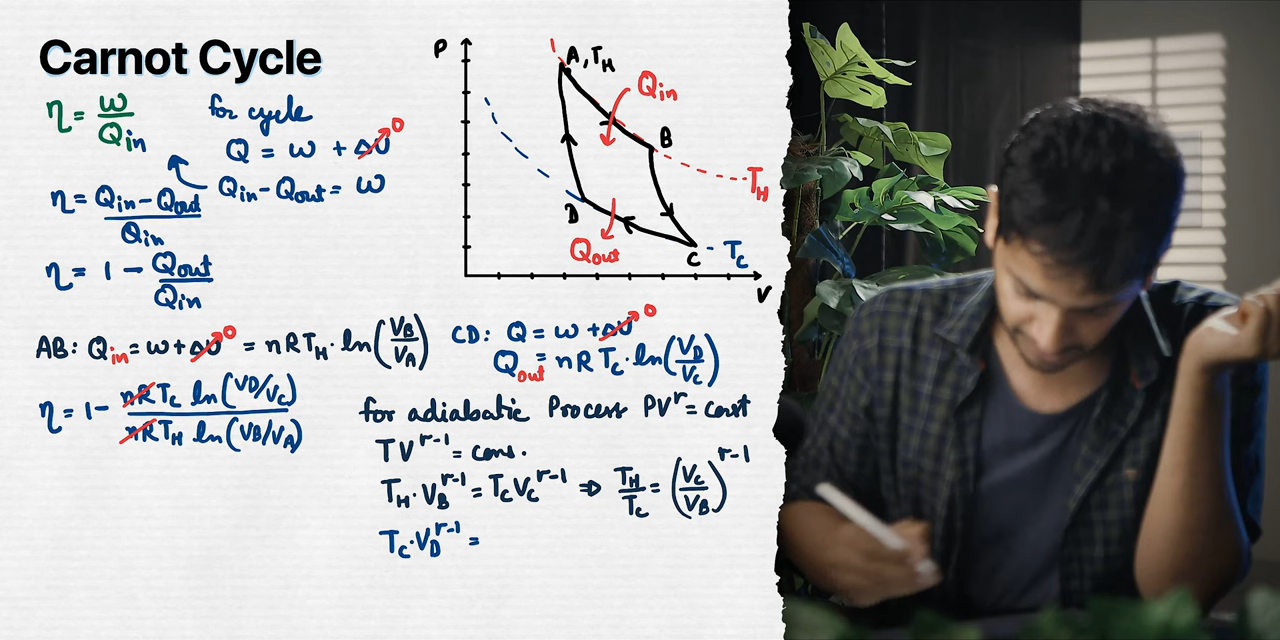 Carnot Cycle
η = W / Qin
for cycle
Q = W + ΔU 0
Qin - Qout = W
η = Qin - Qout / Qin
η = 1 - Qout / Qin
P
A, TH
Qin
B
TH
D
Qout
C
TC
V
AB: Qin = W + ΔU 0 = nRTH · ln(VB/VA)
CD: Q = W + ΔU 0
Qout = nRTC · ln(VD/VC)
η = 1 - nRTC ln(VD/VC) / nRTH ln(VB/VA)
for adiabatic Process PV^r = const
TV^r-1 = cons.
TH · VB^r-1 = TC VC^r-1 ⇒ TH/TC = (VC/VB)^r-1
TC · VD^r-1 =